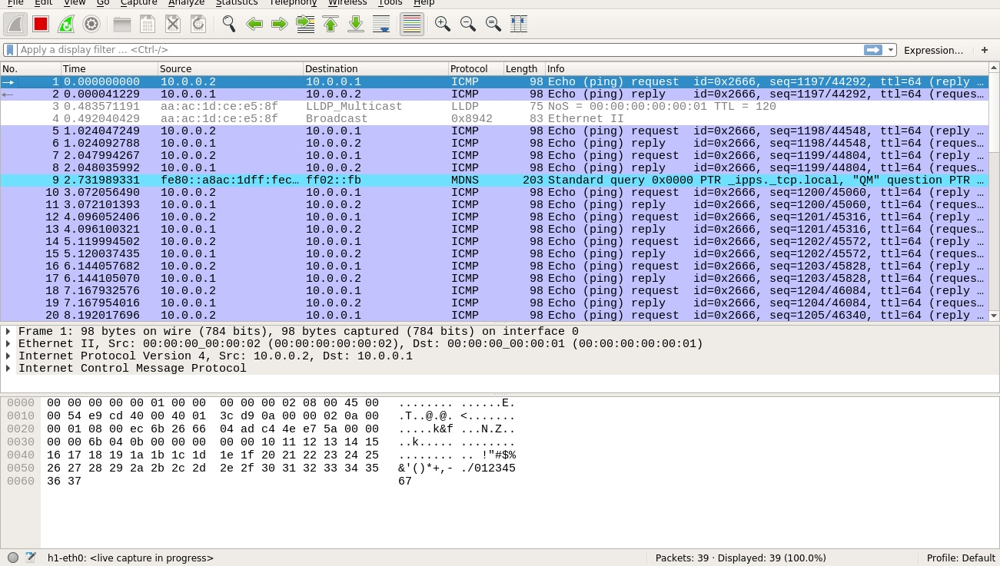 File Edit View Go Capture Analyze Statistics Telephony Wireless Tools Help
Apply a display filter ... <Ctrl-/> Expression... +
No. Time Source Destination Protocol Length Info
1 0.000000000 10.0.0.2 10.0.0.1 ICMP 98 Echo (ping) request id=0x2666, seq=1197/44292, ttl=64 (reply …
2 0.000041229 10.0.0.1 10.0.0.2 ICMP 98 Echo (ping) reply id=0x2666, seq=1197/44292, ttl=64 (reques…
3 0.483571191 aa:ac:1d:ce:e5:8f LLDP_Multicast LLDP 75 NoS = 00:00:00:00:00:01 TTL = 120
4 0.492040429 aa:ac:1d:ce:e5:8f Broadcast 0x8942 83 Ethernet II
5 1.024047249 10.0.0.2 10.0.0.1 ICMP 98 Echo (ping) request id=0x2666, seq=1198/44548, ttl=64 (reply …
6 1.024092788 10.0.0.1 10.0.0.2 ICMP 98 Echo (ping) reply id=0x2666, seq=1198/44548, ttl=64 (reques…
7 2.047994267 10.0.0.2 10.0.0.1 ICMP 98 Echo (ping) request id=0x2666, seq=1199/44804, ttl=64 (reply …
8 2.048035992 10.0.0.1 10.0.0.2 ICMP 98 Echo (ping) reply id=0x2666, seq=1199/44804, ttl=64 (reques…
9 2.731989331 fe80::a8ac:1dff:fec… ff02::fb MDNS 203 Standard query 0x0000 PTR _ipps._tcp.local, "QM" question PTR …
10 3.072056490 10.0.0.2 10.0.0.1 ICMP 98 Echo (ping) request id=0x2666, seq=1200/45060, ttl=64 (reply …
11 3.072101393 10.0.0.1 10.0.0.2 ICMP 98 Echo (ping) reply id=0x2666, seq=1200/45060, ttl=64 (reques…
12 4.096052406 10.0.0.2 10.0.0.1 ICMP 98 Echo (ping) request id=0x2666, seq=1201/45316, ttl=64 (reply …
13 4.096100321 10.0.0.1 10.0.0.2 ICMP 98 Echo (ping) reply id=0x2666, seq=1201/45316, ttl=64 (reques…
14 5.119994502 10.0.0.2 10.0.0.1 ICMP 98 Echo (ping) request id=0x2666, seq=1202/45572, ttl=64 (reply …
15 5.120037435 10.0.0.1 10.0.0.2 ICMP 98 Echo (ping) reply id=0x2666, seq=1202/45572, ttl=64 (reques…
16 6.144057682 10.0.0.2 10.0.0.1 ICMP 98 Echo (ping) request id=0x2666, seq=1203/45828, ttl=64 (reply …
17 6.144105070 10.0.0.1 10.0.0.2 ICMP 98 Echo (ping) reply id=0x2666, seq=1203/45828, ttl=64 (reques…
18 7.167932576 10.0.0.2 10.0.0.1 ICMP 98 Echo (ping) request id=0x2666, seq=1204/46084, ttl=64 (reply …
19 7.167954016 10.0.0.1 10.0.0.2 ICMP 98 Echo (ping) reply id=0x2666, seq=1204/46084, ttl=64 (reques…
20 8.192017696 10.0.0.2 10.0.0.1 ICMP 98 Echo (ping) request id=0x2666, seq=1205/46340, ttl=64 (reply …
Frame 1: 98 bytes on wire (784 bits), 98 bytes captured (784 bits) on interface 0
Ethernet II, Src: 00:00:00_00:00:02 (00:00:00:00:00:02), Dst: 00:00:00_00:00:01 (00:00:00:00:00:01)
Internet Protocol Version 4, Src: 10.0.0.2, Dst: 10.0.0.1
Internet Control Message Protocol
0000 00 00 00 00 00 01 00 00 00 00 00 02 08 00 45 00 ........ ......E.
0010 00 54 e9 cd 40 00 40 01 3c d9 0a 00 00 02 0a 00 .T..@.@. <.......
0020 00 01 08 00 ec 6b 26 66 04 ad c4 4e e7 5a 00 00 .....k&f ...N.Z..
0030 00 00 6b 04 0b 00 00 00 00 00 10 11 12 13 14 15 ..k..... ........
0040 16 17 18 19 1a 1b 1c 1d 1e 1f 20 21 22 23 24 25 ........ .. !"#$%
0050 26 27 28 29 2a 2b 2c 2d 2e 2f 30 31 32 33 34 35 &'()*+,- ./012345
0060 36 37 67
h1-eth0: <live capture in progress> Packets: 39 · Displayed: 39 (100.0%) Profile: Default